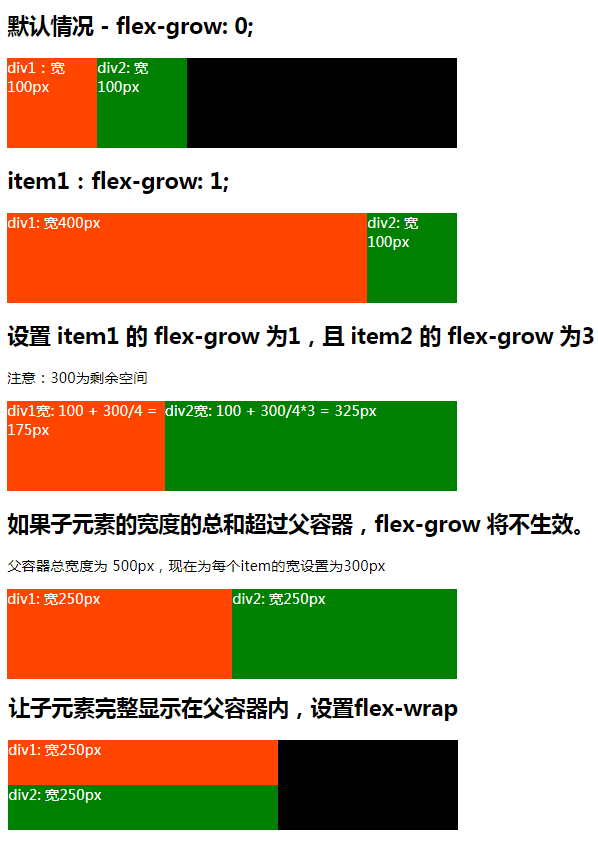 默认情况 - flex-grow: 0;
div1：宽
100px
div2: 宽
100px
item1：flex-grow: 1;
div1: 宽400px
div2: 宽
100px
设置 item1 的 flex-grow 为1，且 item2 的 flex-grow 为3
注意：300为剩余空间
div1宽: 100 + 300/4 =
175px
div2宽: 100 + 300/4*3 = 325px
如果子元素的宽度的总和超过父容器，flex-grow 将不生效。
父容器总宽度为 500px，现在为每个item的宽设置为300px
div1: 宽250px
div2: 宽250px
让子元素完整显示在父容器内，设置flex-wrap
div1: 宽250px
div2: 宽250px